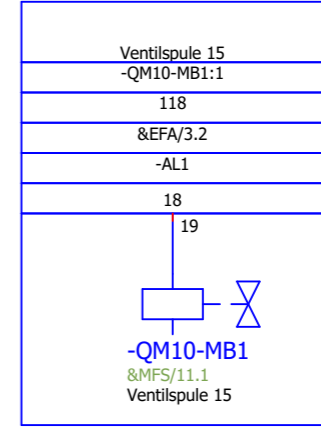 Ventilspule 15
-QM10-MB1:1
118
&EFA/3.2
-AL1
18
19
-QM10-MB1
&MFS/11.1
Ventilspule 15